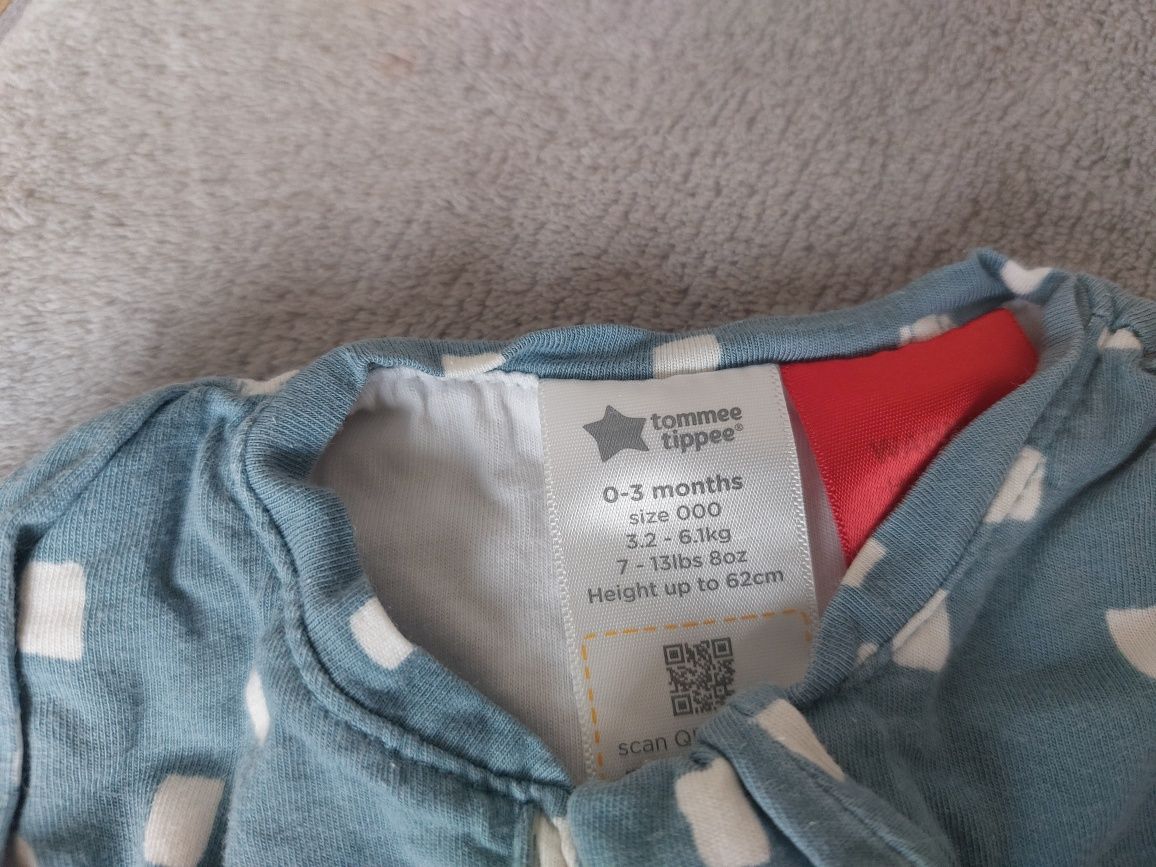 tommee
tippee®
0-3 months
size 000
3.2 - 6.1kg
7 - 13lbs 8oz
Height up to 62cm
scan